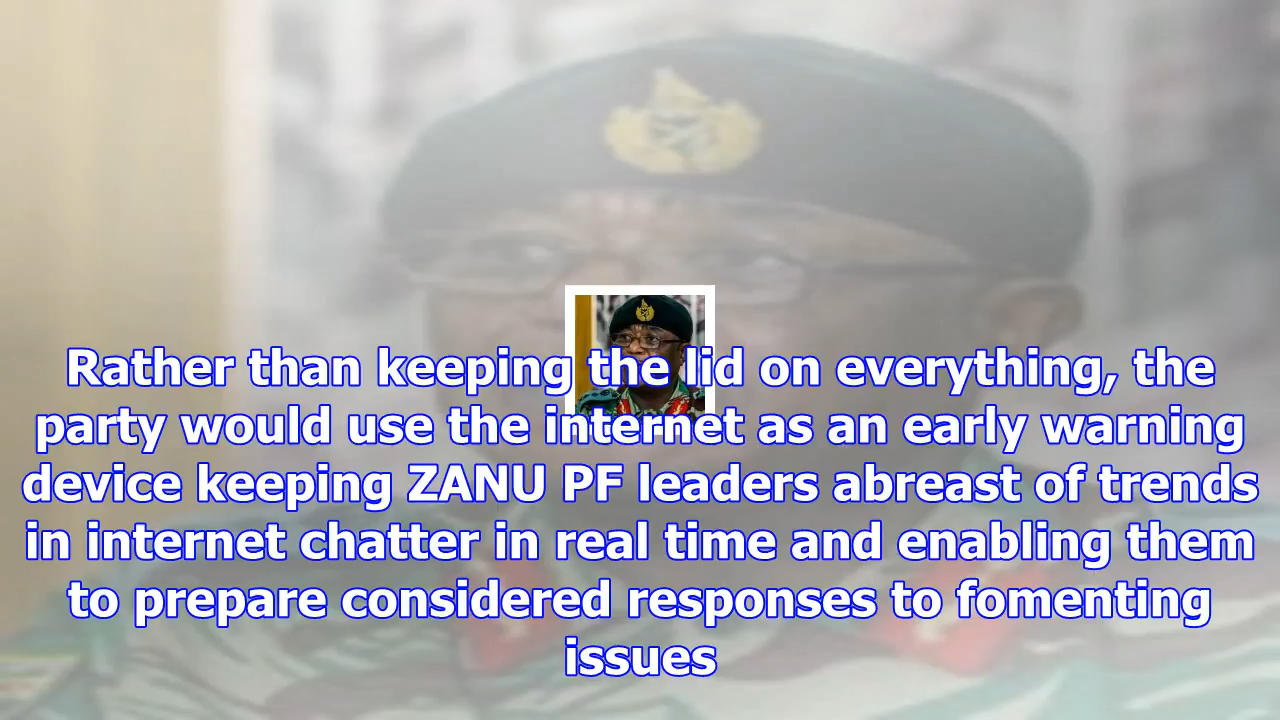 Rather than keeping the lid on everything, the
party would use the internet as an early warning
device keeping ZANU PF leaders abreast of trends
in internet chatter in real time and enabling them
to prepare considered responses to fomenting
issues